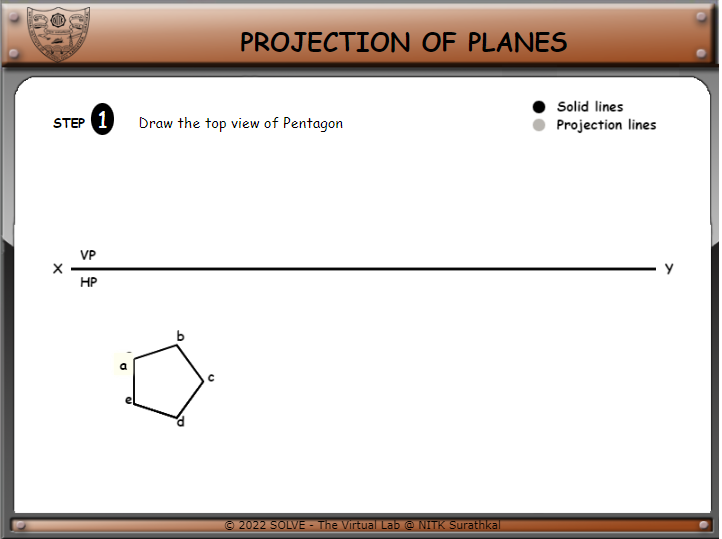 PROJECTION OF PLANES
STEP 1 Draw the top view of Pentagon
Solid lines
Projection lines
VP
X Y
HP
b
a
c
e
d
© 2022 SOLVE - The Virtual Lab @ NITK Surathkal